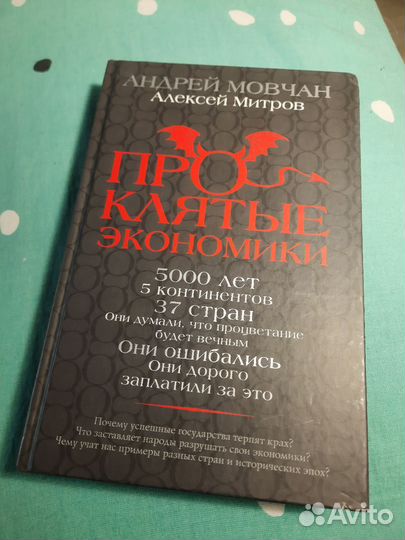 АНДРЕЙ МОВЧАН
Алексей Митров
ПРО
КЛЯТЫЕ
ЭКОНОМИКИ
5000 лет
5 континентов
37 стран
Они думали, что процветание
будет вечным
Они ошибались
Они дорого
заплатили за это
Почему успешные государства терпят крах?
Что заставляет народы разрушать свои экономики?
Чему учат нас примеры разных стран и исторических эпох?
Avito